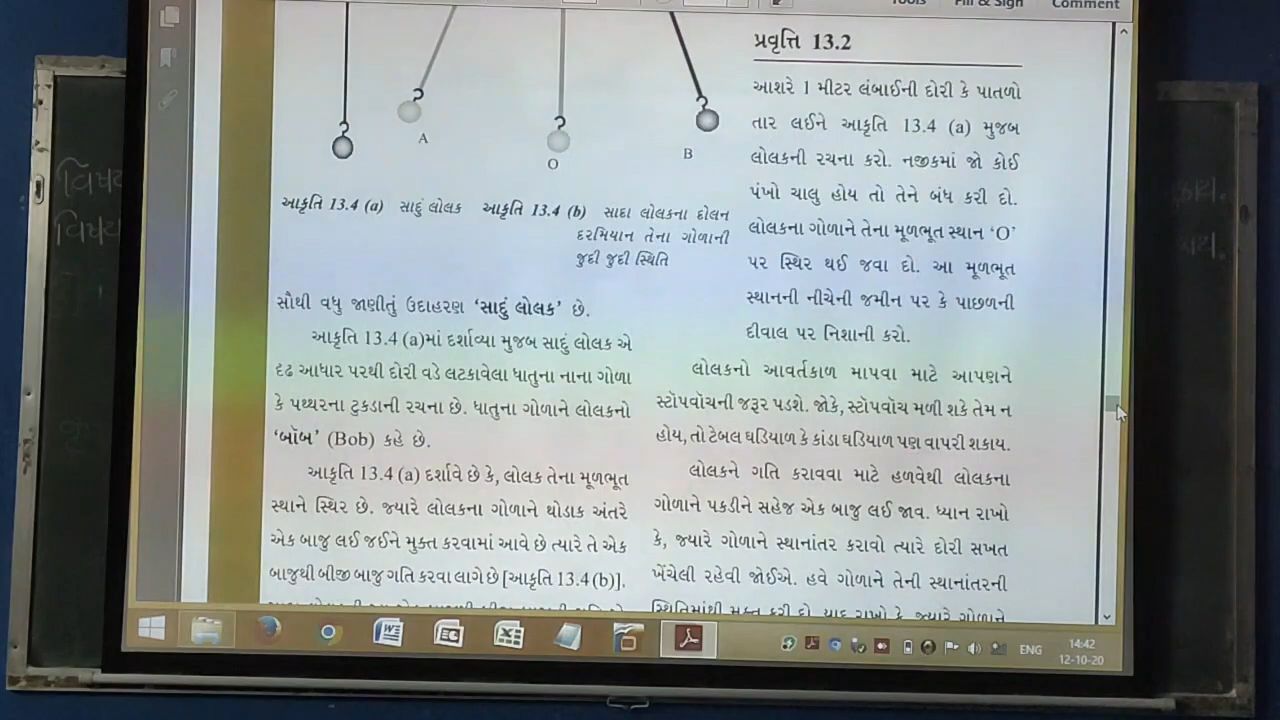 Tools Fill & Sign Comment
A
O
B
આકૃતિ 13.4 (a) સાદું લોલક
આકૃતિ 13.4 (b) સાદા લોલકના દોલન
દરમિયાન તેના ગોળાની
જુદી જુદી સ્થિતિ
સૌથી વધુ જાણીતું ઉદાહરણ ‘સાદું લોલક’ છે.
આકૃતિ 13.4 (a)માં દર્શાવ્યા મુજબ સાદું લોલક એ
દૃઢ આધાર પરથી દોરી વડે લટકાવેલા ધાતુના નાના ગોળા
કે પથ્થરના ટુકડાની રચના છે. ધાતુના ગોળાને લોલકનો
‘બૉબ’ (Bob) કહે છે.
આકૃતિ 13.4 (a) દર્શાવે છે કે, લોલક તેના મૂળભૂત
સ્થાને સ્થિર છે. જ્યારે લોલકના ગોળાને થોડાક અંતરે
એક બાજુ લઈ જઈને મુક્ત કરવામાં આવે છે ત્યારે તે એક
બાજુથી બીજી બાજુ ગતિ કરવા લાગે છે [આકૃતિ 13.4 (b)].
પ્રવૃત્તિ 13.2
આશરે 1 મીટર લંબાઈની દોરી કે પાતળો
તાર લઈને આકૃતિ 13.4 (a) મુજબ
લોલકની રચના કરો. નજીકમાં જો કોઈ
પંખો ચાલુ હોય તો તેને બંધ કરી દો.
લોલકના ગોળાને તેના મૂળભૂત સ્થાન ‘O’
પર સ્થિર થઈ જવા દો. આ મૂળભૂત
સ્થાનની નીચેની જમીન પર કે પાછળની
દીવાલ પર નિશાની કરો.
લોલકનો આવર્તકાળ માપવા માટે આપણને
સ્ટૉપવૉચની જરૂર પડશે. જોકે, સ્ટૉપવૉચ મળી શકે તેમ ન
હોય, તો ટેબલ ઘડિયાળ કે કાંડા ઘડિયાળ પણ વાપરી શકાય.
લોલકને ગતિ કરાવવા માટે હળવેથી લોલકના
ગોળાને પકડીને સહેજ એક બાજુ લઈ જાવ. ધ્યાન રાખો
કે, જ્યારે ગોળાને સ્થાનાંતર કરાવો ત્યારે દોરી સખત
ખેંચેલી રહેવી જોઈએ. હવે ગોળાને તેની સ્થાનાંતરની
સ્થિતિમાંથી મુક્ત કરી દો. યાદ રાખો કે, જ્યારે ગોળાને
ENG
14:42
12-10-20
વિષય
વિષય